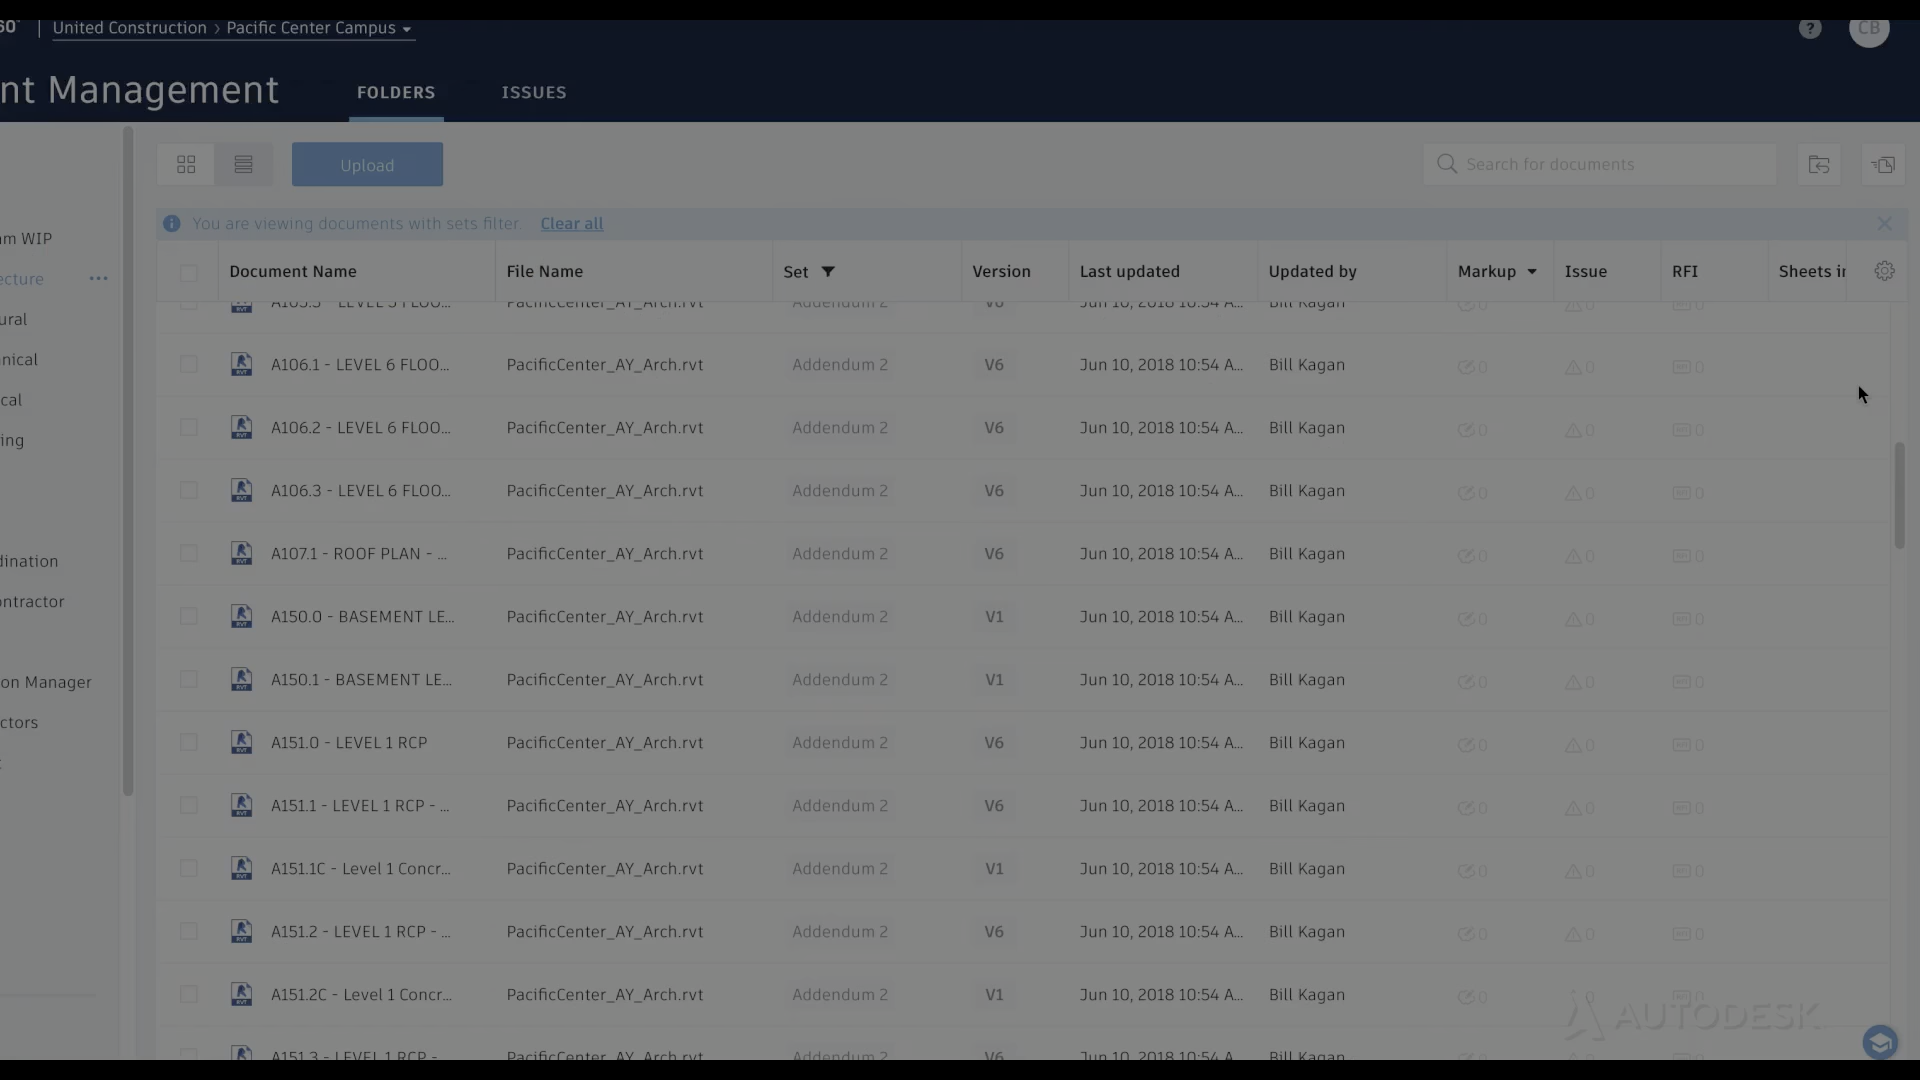 60 | United Construction › Pacific Center Campus
? CB
nt Management FOLDERS ISSUES
Upload Search for documents
You are viewing documents with sets filter. Clear all
Document Name File Name Set Version Last updated Updated by Markup Issue RFI Sheets in
A105.3 - LEVEL 5 FLOO... PacificCenter_AY_Arch.rvt Addendum 2 V6 Jun 10, 2018 10:54 A... Bill Kagan 0 0 0
A106.1 - LEVEL 6 FLOO... PacificCenter_AY_Arch.rvt Addendum 2 V6 Jun 10, 2018 10:54 A... Bill Kagan 0 0 0
A106.2 - LEVEL 6 FLOO... PacificCenter_AY_Arch.rvt Addendum 2 V6 Jun 10, 2018 10:54 A... Bill Kagan 0 0 0
A106.3 - LEVEL 6 FLOO... PacificCenter_AY_Arch.rvt Addendum 2 V6 Jun 10, 2018 10:54 A... Bill Kagan 0 0 0
A107.1 - ROOF PLAN - ... PacificCenter_AY_Arch.rvt Addendum 2 V6 Jun 10, 2018 10:54 A... Bill Kagan 0 0 0
A150.0 - BASEMENT LE... PacificCenter_AY_Arch.rvt Addendum 2 V1 Jun 10, 2018 10:54 A... Bill Kagan 0 0 0
A150.1 - BASEMENT LE... PacificCenter_AY_Arch.rvt Addendum 2 V1 Jun 10, 2018 10:54 A... Bill Kagan 0 0 0
A151.0 - LEVEL 1 RCP PacificCenter_AY_Arch.rvt Addendum 2 V6 Jun 10, 2018 10:54 A... Bill Kagan 0 0 0
A151.1 - LEVEL 1 RCP - ... PacificCenter_AY_Arch.rvt Addendum 2 V6 Jun 10, 2018 10:54 A... Bill Kagan 0 0 0
A151.1C - Level 1 Concr... PacificCenter_AY_Arch.rvt Addendum 2 V1 Jun 10, 2018 10:54 A... Bill Kagan 0 0 0
A151.2 - LEVEL 1 RCP - ... PacificCenter_AY_Arch.rvt Addendum 2 V6 Jun 10, 2018 10:54 A... Bill Kagan 0 0 0
A151.2C - Level 1 Concr... PacificCenter_AY_Arch.rvt Addendum 2 V1 Jun 10, 2018 10:54 A... Bill Kagan 0 0 0
A151.3 - LEVEL 1 RCP - PacificCenter_AY_Arch.rvt Addendum 2 V6 Jun 10, 2018 10:54 A... Bill Kagan
am WIP
ecture ...
ural
nical
cal
ing
dination
ontractor
on Manager
ctors
t
AUTODESK